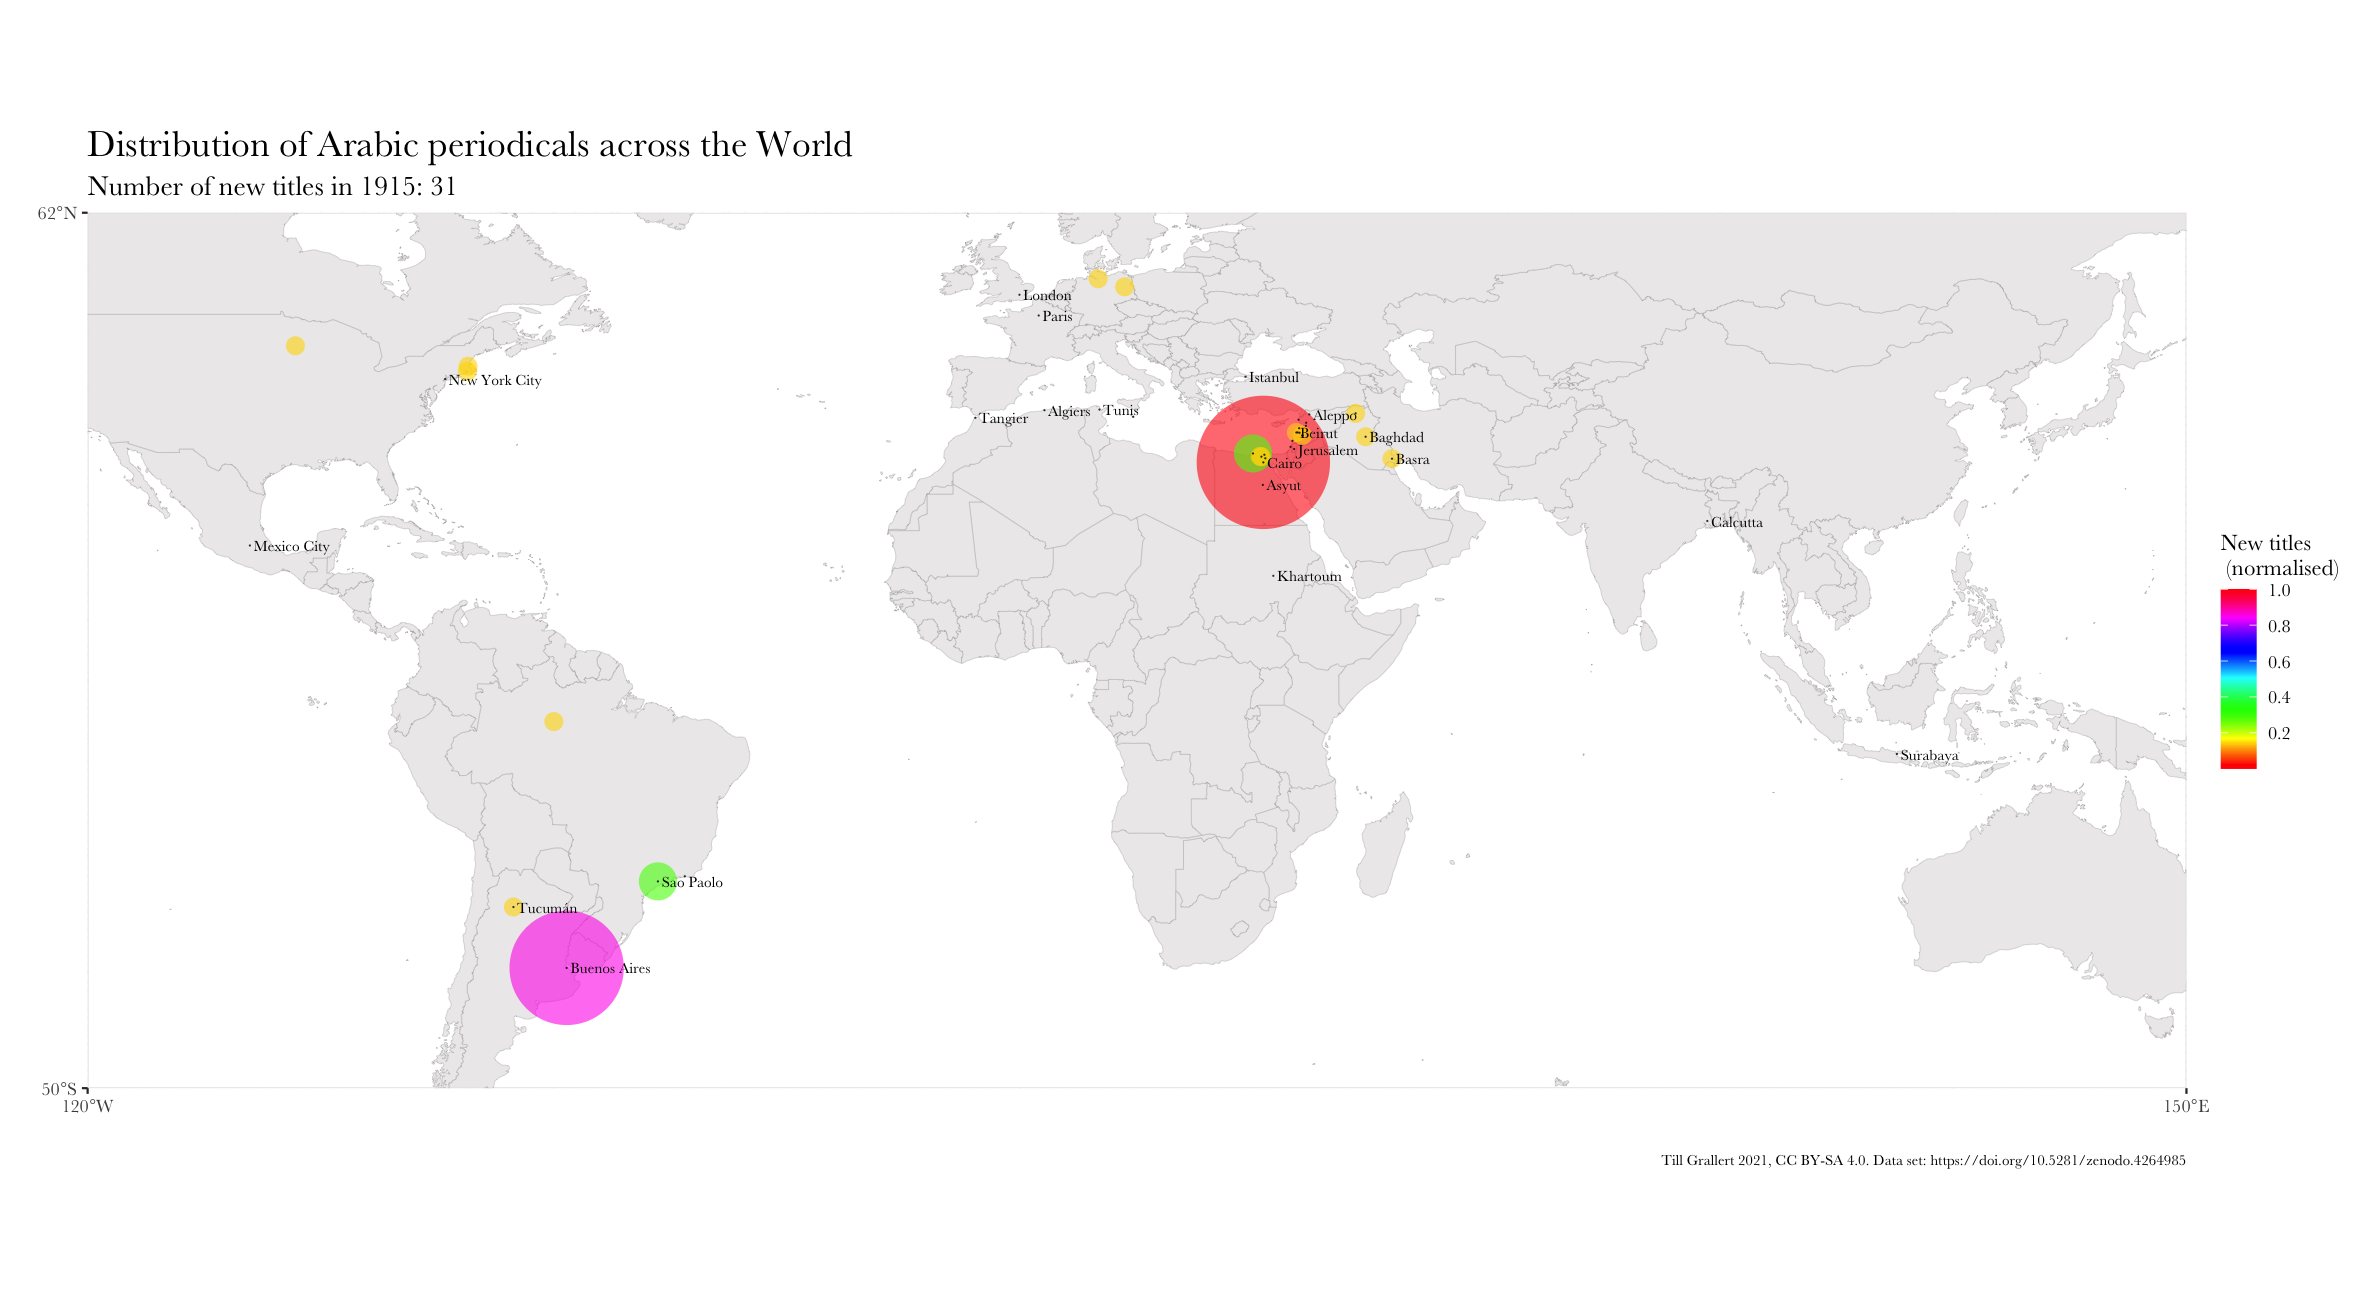 Distribution of Arabic periodicals across the World
Number of new titles in 1915: 31
62°N
London
Paris
New York City
Istanbul
Tangier
Algiers
Tunis
Aleppo
Beirut
Baghdad
Jerusalem
Cairo
Basra
Asyut
Calcutta
Mexico City
Khartoum
New titles
(normalised)
1.0
0.8
0.6
0.4
0.2
Surabaya
Sao Paolo
Tucumán
Buenos Aires
50°S
120°W
150°E
Till Grallert 2021, CC BY-SA 4.0. Data set: https://doi.org/10.5281/zenodo.4264985